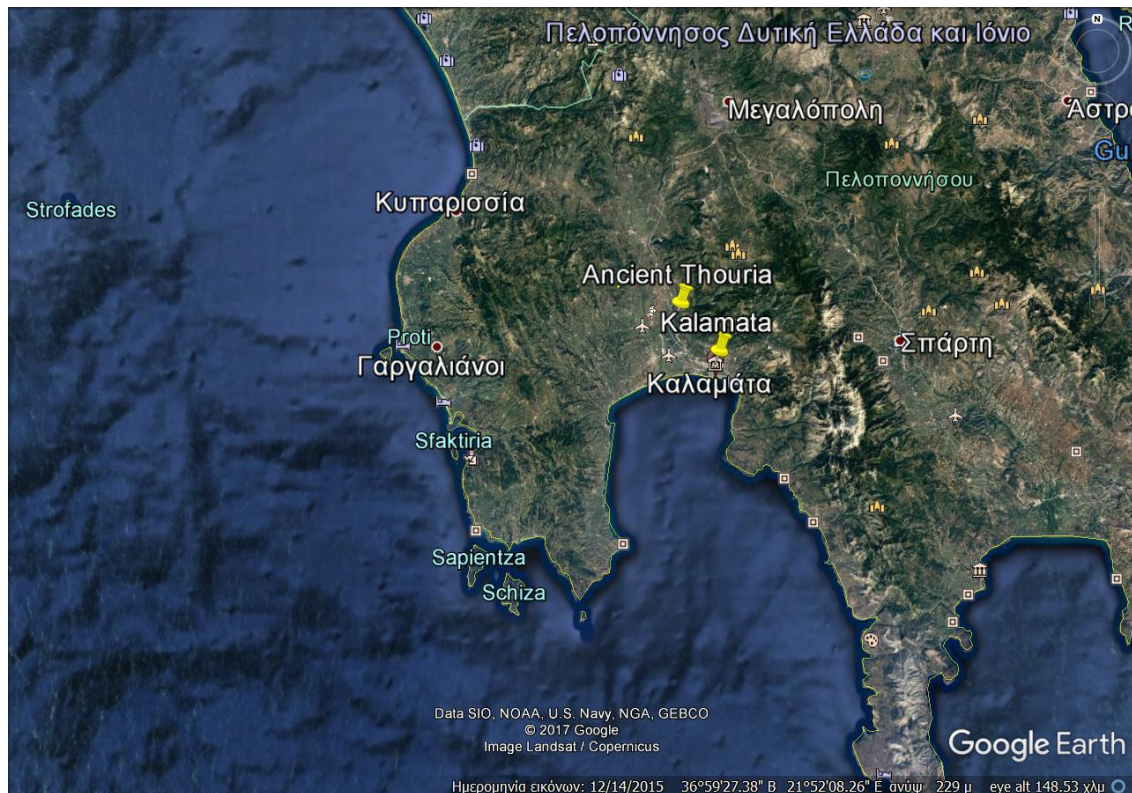 Πελοπόννησος Δυτική Ελλάδα και Ιόνιο
Μεγαλόπολη
Πελοποννήσου
Strofades
Κυπαρισσία
Ancient Thouria
Kalamata
Proti
Γαργαλιάνοι
Καλαμάτα
Σπάρτη
Sfaktiria
Sapientza
Schiza
Data SIO, NOAA, U.S. Navy, NGA, GEBCO
© 2017 Google
Image Landsat / Copernicus
Google Earth
Ημερομηνία εικόνων: 12/14/2015 36°59'27.38" Β 21°52'08.26" Ε ανύψ 229 μ eye alt 148.53 χλμ